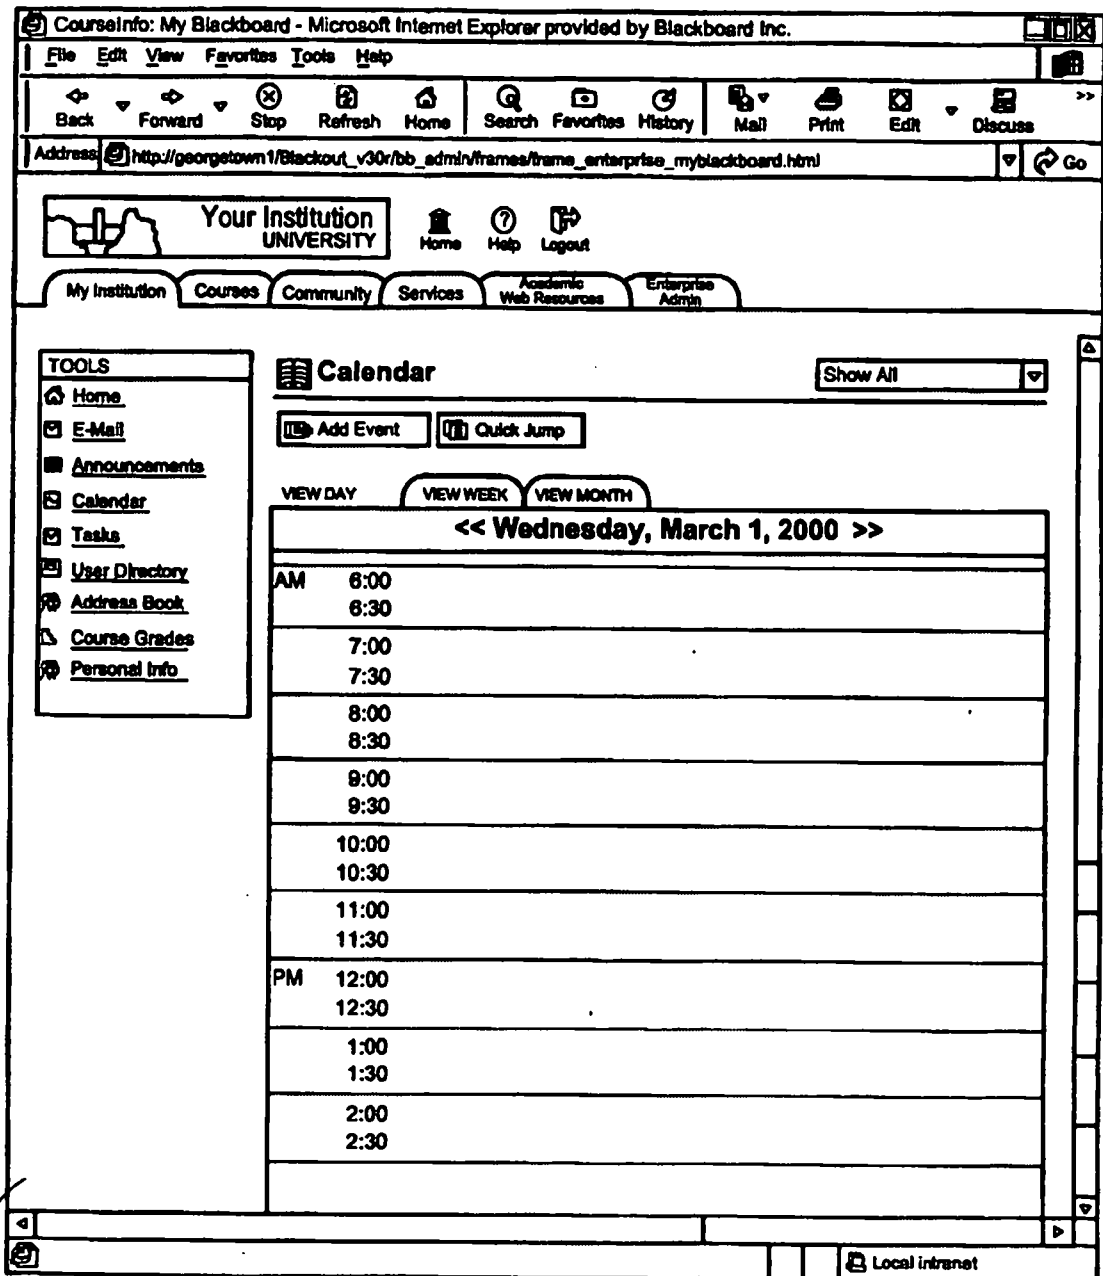 CourseInfo: My Blackboard - Microsoft Internet Explorer provided by Blackboard Inc.
File Edit View Favorites Tools Help
Back Forward Stop Refresh Home Search Favorites History Mail Print Edit Discuss >>
Address http://georgetown1/Blackout_v30r/bb_admin/frames/frame_enterprise_myblackboard.html Go
Your Institution
UNIVERSITY
Home Help Logout
My Institution Courses Community Services Academic Web Resources Enterprise Admin
TOOLS
Home
E-Mail
Announcements
Calendar
Tasks
User Directory
Address Book
Course Grades
Personal Info
Calendar Show All
Add Event Quick Jump
VIEW DAY VIEW WEEK VIEW MONTH
<< Wednesday, March 1, 2000 >>
AM 6:00
6:30
7:00
7:30
8:00
8:30
9:00
9:30
10:00
10:30
11:00
11:30
PM 12:00
12:30
1:00
1:30
2:00
2:30
Local intranet